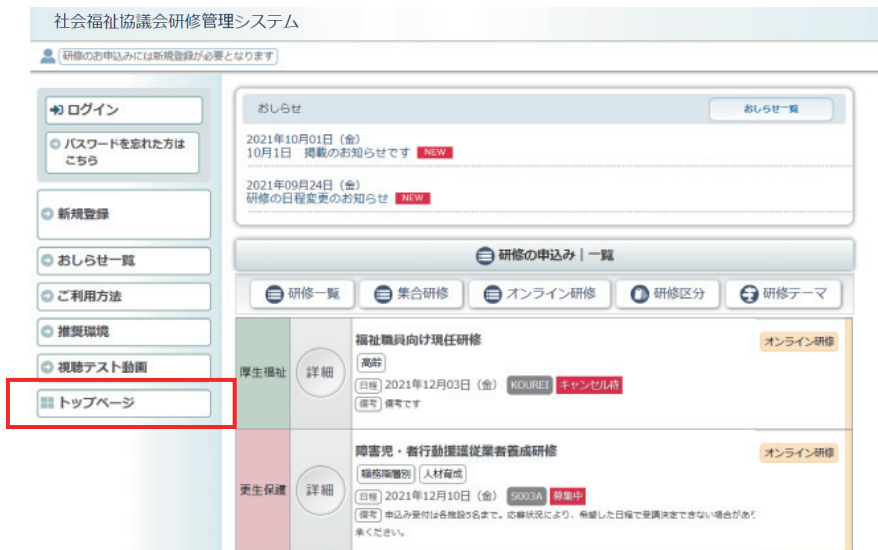 社会福祉協議会研修管理システム
研修のお申込みには新規登録が必要となります
ログイン
パスワードを忘れた方は
こちら
新規登録
おしらせ一覧
ご利用方法
推奨環境
視聴テスト動画
トップページ
おしらせ
おしらせ一覧
2021年10月01日（金）
10月1日　掲載のお知らせです NEW
2021年09月24日（金）
研修の日程変更のお知らせ NEW
研修の申込み｜一覧
研修一覧
集合研修
オンライン研修
研修区分
研修テーマ
厚生福祉
詳細
福祉職員向け現任研修
オンライン研修
高齢
日程 2021年12月03日（金） KOUREI キャンセル待
備考 備考です
更生保護
詳細
障害児・者行動援護従業者養成研修
オンライン研修
職務階層別 人材育成
日程 2021年12月10日（金） S003A 募集中
備考 申込み受付は各施設5名まで。応募状況により、希望した日程で受講決定できない場合があり
承ください。